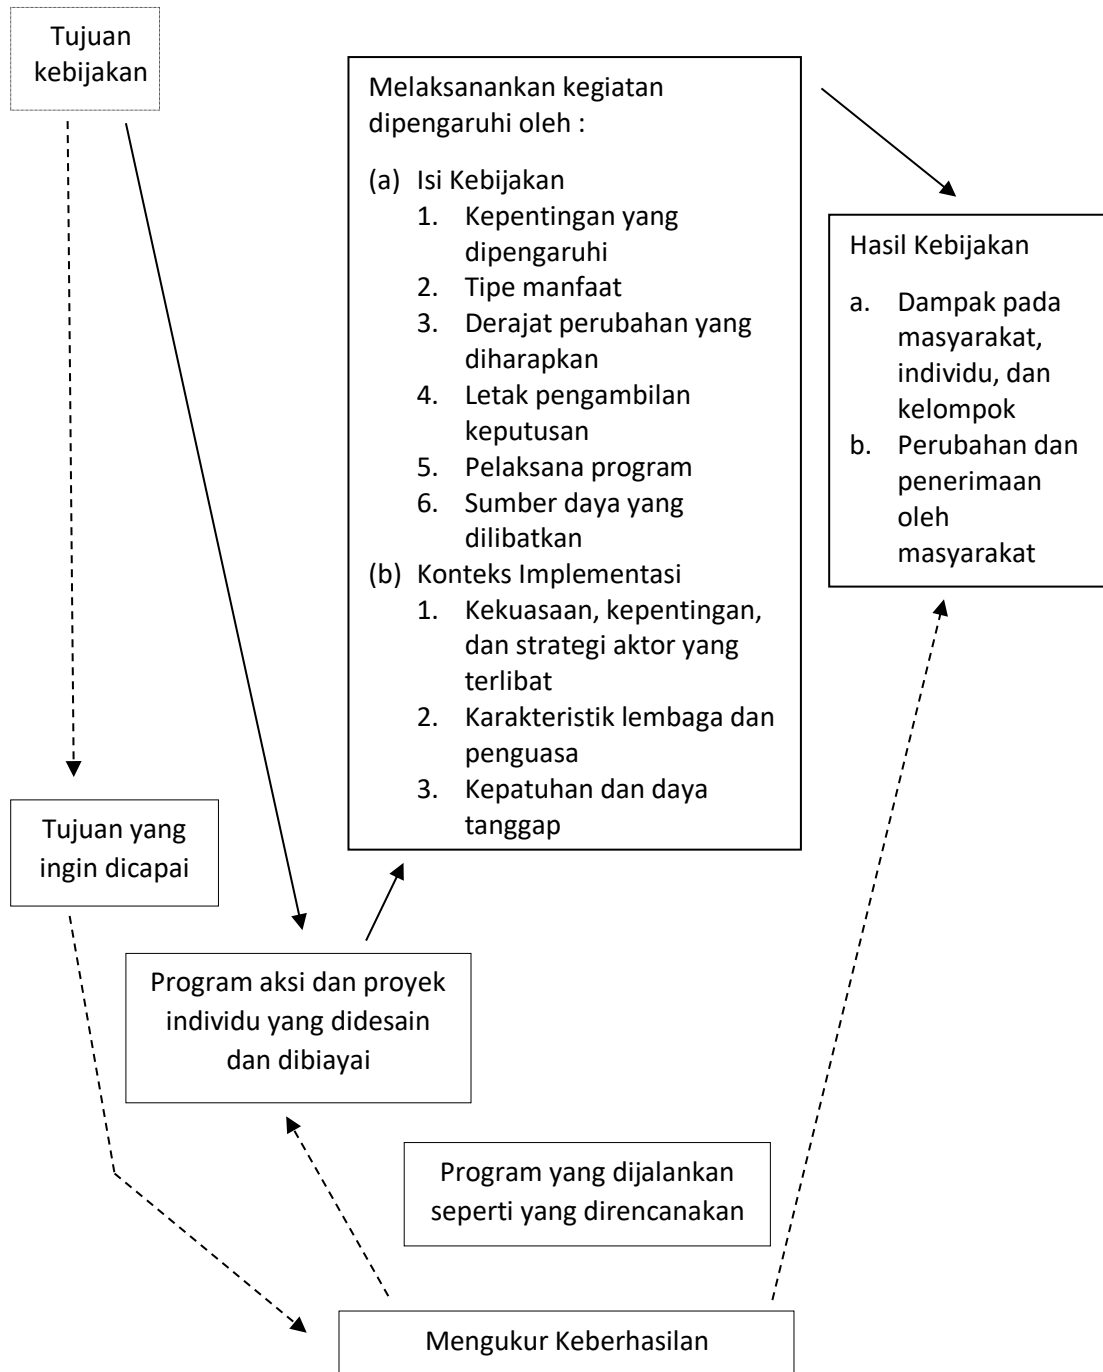 Tujuan
kebijakan
Melaksanankan kegiatan
dipengaruhi oleh :
(a) Isi Kebijakan
1. Kepentingan yang
dipengaruhi
2. Tipe manfaat
3. Derajat perubahan yang
diharapkan
4. Letak pengambilan
keputusan
5. Pelaksana program
6. Sumber daya yang
dilibatkan
(b) Konteks Implementasi
1. Kekuasaan, kepentingan,
dan strategi aktor yang
terlibat
2. Karakteristik lembaga dan
penguasa
3. Kepatuhan dan daya
tanggap
Hasil Kebijakan
a. Dampak pada
masyarakat,
individu, dan
kelompok
b. Perubahan dan
penerimaan
oleh
masyarakat
Tujuan yang
ingin dicapai
Program aksi dan proyek
individu yang didesain
dan dibiayai
Program yang dijalankan
seperti yang direncanakan
Mengukur Keberhasilan